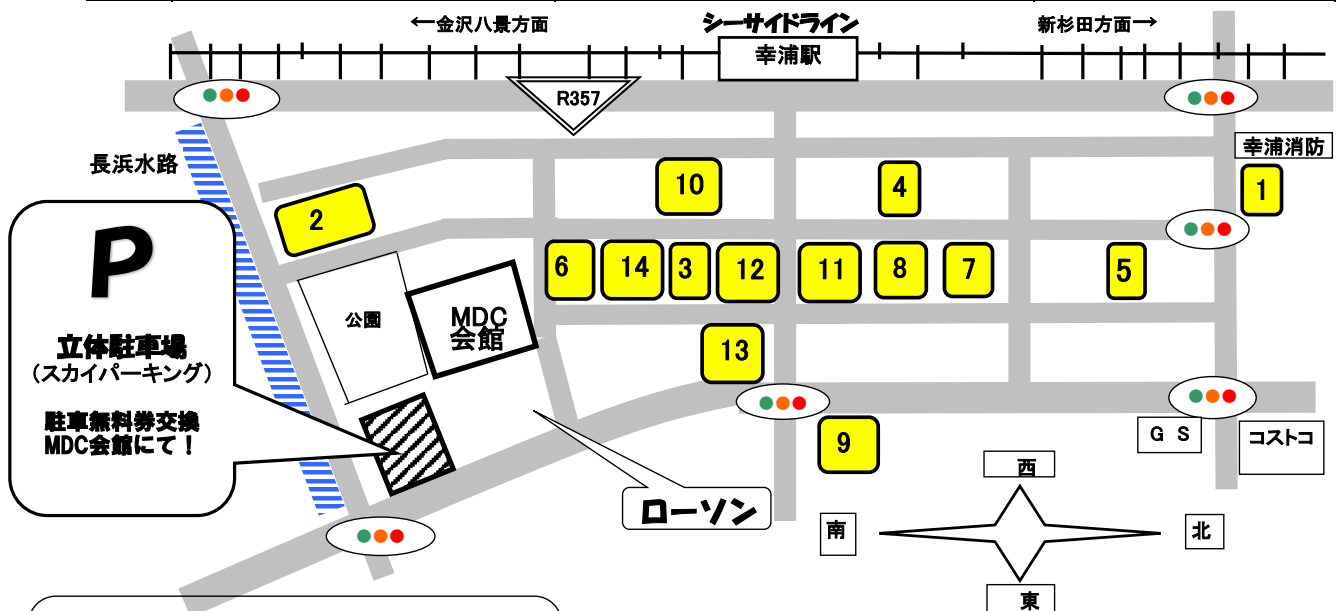 ←金沢八景方面
シーサイドライン
新杉田方面→
幸浦駅
R357
長浜水路
幸浦消防
10
4
1
2
P
立体駐車場
（スカイパーキング）
駐車無料券交換
MDC会館にて！
公園
MDC
会館
6
14
3
12
11
8
7
5
13
9
G S
コストコ
ローソン
西
南
北
東